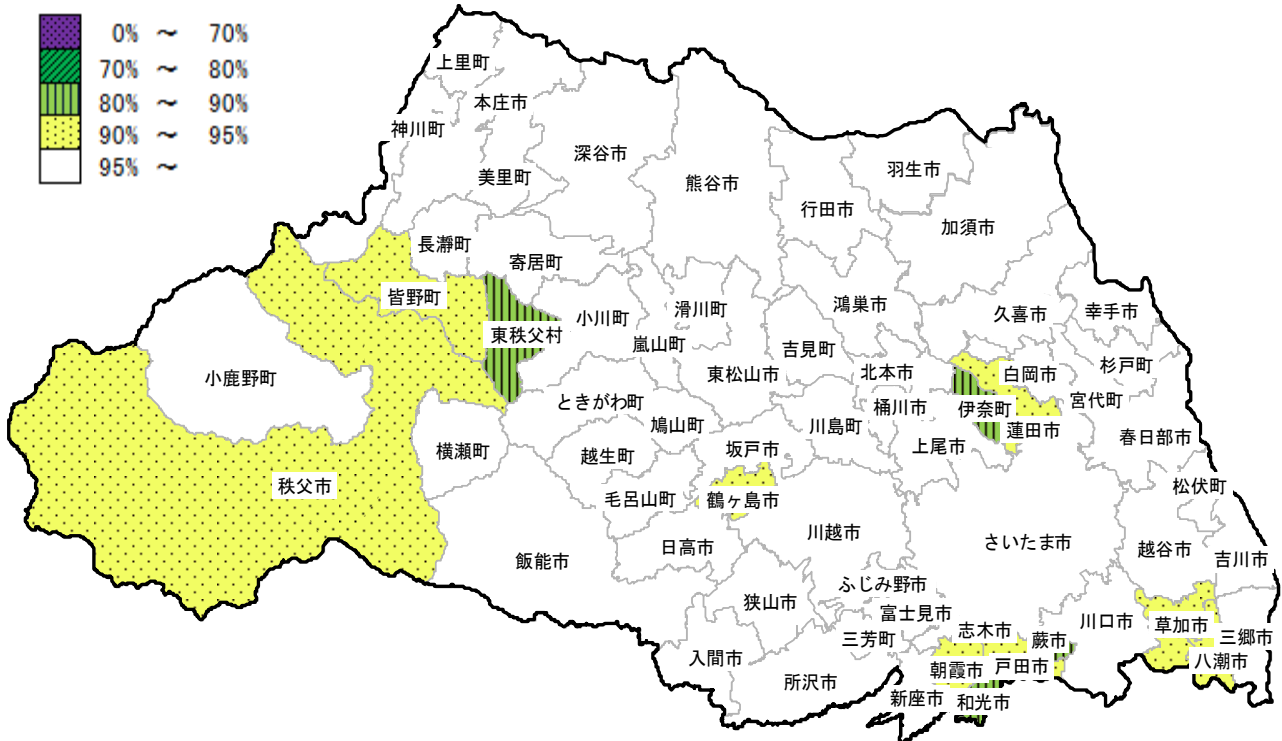 0% ～ 70%
70% ～ 80%
80% ～ 90%
90% ～ 95%
95% ～
上里町
本庄市
神川町
深谷市
美里町
熊谷市
羽生市
行田市
加須市
長瀞町
寄居町
皆野町
小川町
滑川町
鴻巣市
久喜市
幸手市
東秩父村
嵐山町
吉見町
小鹿野町
東松山市
北本市
白岡市
杉戸町
ときがわ町
桶川市
伊奈町
宮代町
鳩山町
川島町
蓮田市
春日部市
横瀬町
越生町
坂戸市
上尾市
秩父市
毛呂山町
鶴ヶ島市
松伏町
川越市
さいたま市
飯能市
日高市
越谷市
吉川市
ふじみ野市
狭山市
富士見市
志木市
川口市
草加市
三郷市
三芳町
蕨市
入間市
朝霞市
戸田市
八潮市
所沢市
新座市
和光市